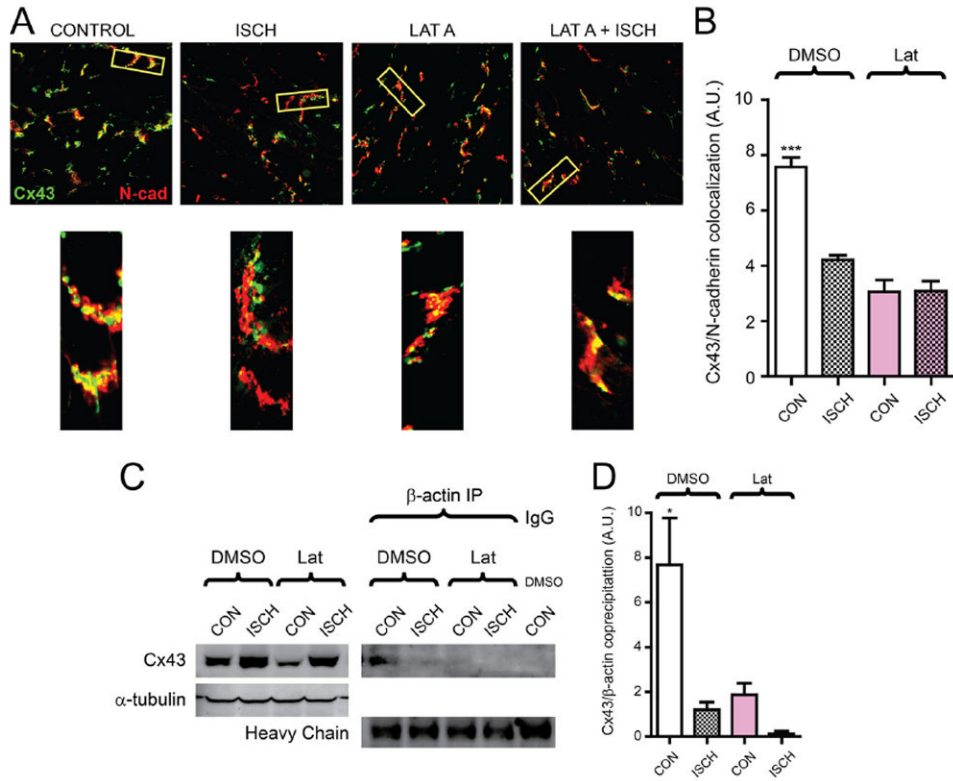 A
CONTROL
ISCH
LAT A
LAT A + ISCH
Cx43
N-cad
B
DMSO
Lat
Cx43/N-cadherin colocalization (A.U.)
10
8
6
4
2
0
***
CON
ISCH
CON
ISCH
C
β-actin IP
IgG
DMSO
Lat
DMSO
Lat
DMSO
CON
ISCH
CON
ISCH
CON
ISCH
CON
ISCH
CON
Cx43
α-tubulin
Heavy Chain
D
DMSO
Lat
Cx43/β-actin coprecipitattion (A.U.)
10
8
6
4
2
0
*
CON
ISCH
CON
ISCH